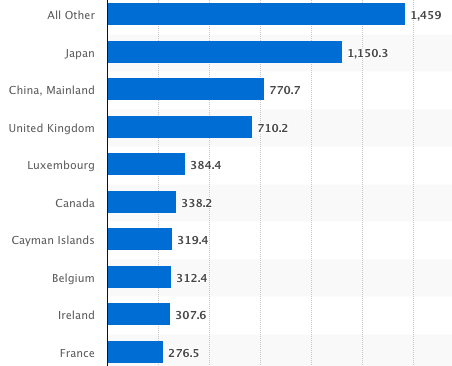 All Other 1,459
Japan 1,150.3
China, Mainland 770.7
United Kingdom 710.2
Luxembourg 384.4
Canada 338.2
Cayman Islands 319.4
Belgium 312.4
Ireland 307.6
France 276.5